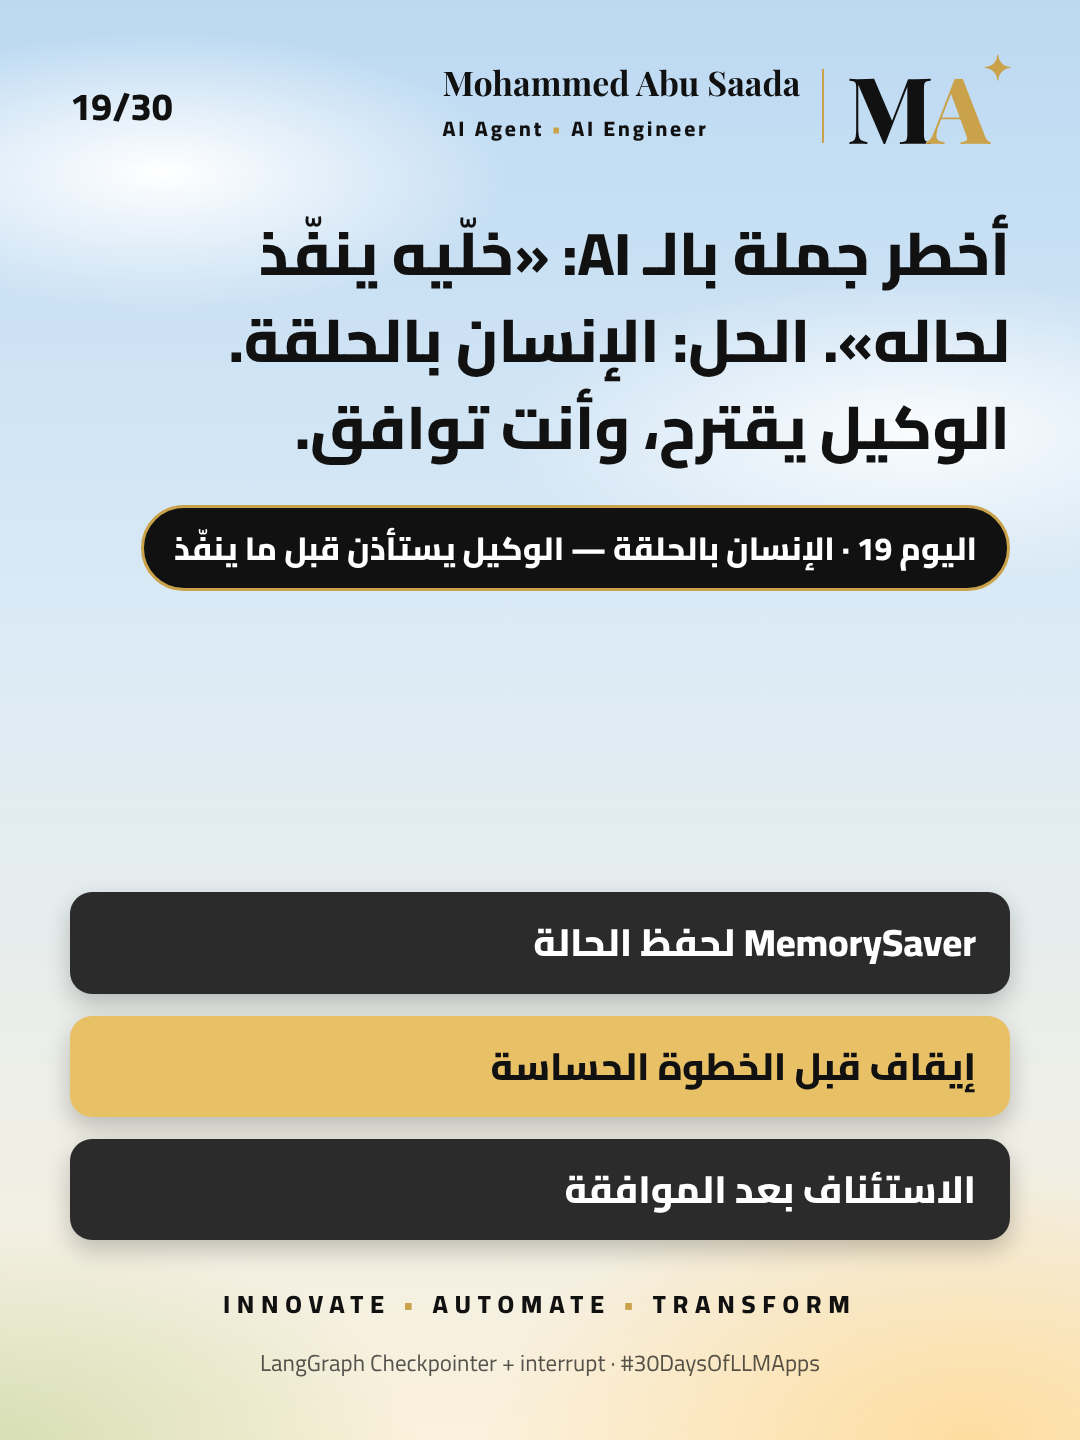 19/30
Mohammed Abu Saada
AI Agent ▪ AI Engineer
MA
أخطر جملة بالـ AI: «خلّيه ينفّذ
لحاله». الحل: الإنسان بالحلقة.
الوكيل يقترح، وأنت توافق.
اليوم 19 · الإنسان بالحلقة — الوكيل يستأذن قبل ما ينفّذ
MemorySaver لحفظ الحالة
إيقاف قبل الخطوة الحساسة
الاستئناف بعد الموافقة
INNOVATE ▪ AUTOMATE ▪ TRANSFORM
LangGraph Checkpointer + interrupt · #30DaysOfLLMApps